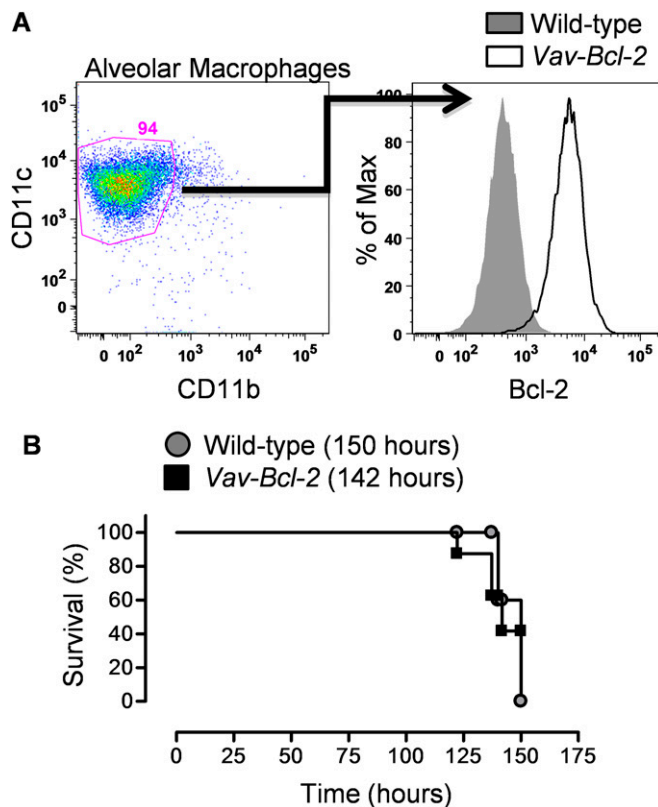 A
Wild-type
Vav-Bcl-2
Alveolar Macrophages
94
CD11c
10⁵
10⁴
10³
10²
0
0 10² 10³ 10⁴ 10⁵
CD11b
% of Max
100
80
60
40
20
0
0 10² 10³ 10⁴ 10⁵
Bcl-2
B
Wild-type (150 hours)
Vav-Bcl-2 (142 hours)
Survival (%)
100
80
60
40
20
0
0 25 50 75 100 125 150 175
Time (hours)